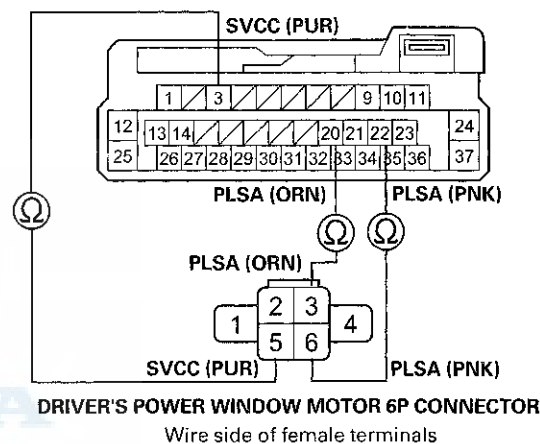 SVCC (PUR)
1 3 9 10 11
12 13 14 20 21 22 23 24
25 26 27 28 29 30 31 32 33 34 35 36 37
PLSA (ORN) PLSA (PNK)
Ω Ω Ω
PLSA (ORN)
2 3
1 4
5 6
SVCC (PUR) PLSA (PNK)
DRIVER'S POWER WINDOW MOTOR 6P CONNECTOR
Wire side of female terminals